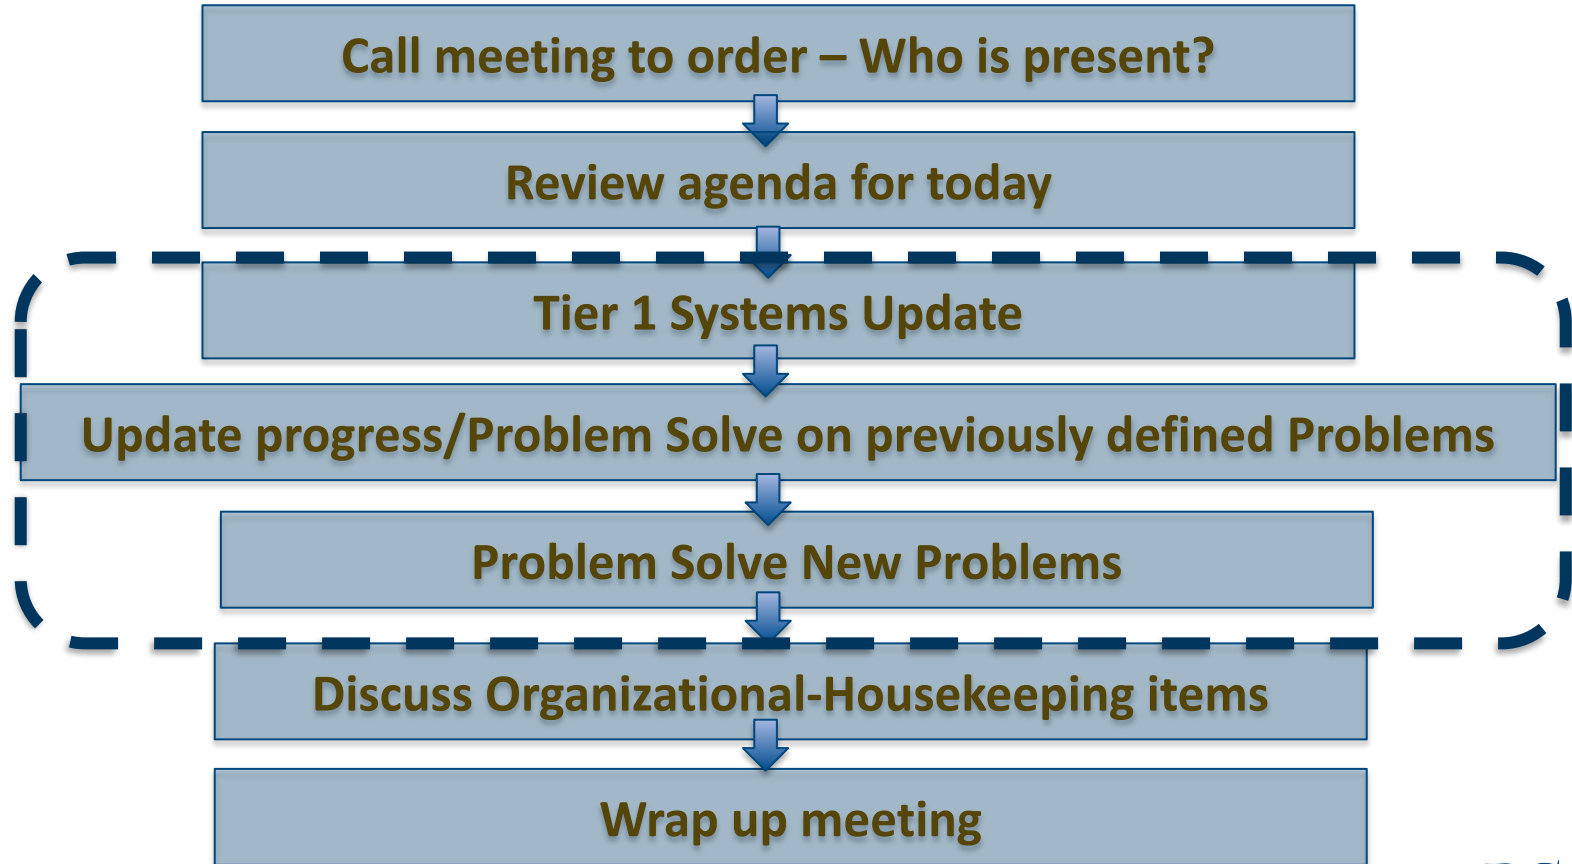 Call meeting to order – Who is present?
Review agenda for today
Tier 1 Systems Update
Update progress/Problem Solve on previously defined Problems
Problem Solve New Problems
Discuss Organizational-Housekeeping items
Wrap up meeting